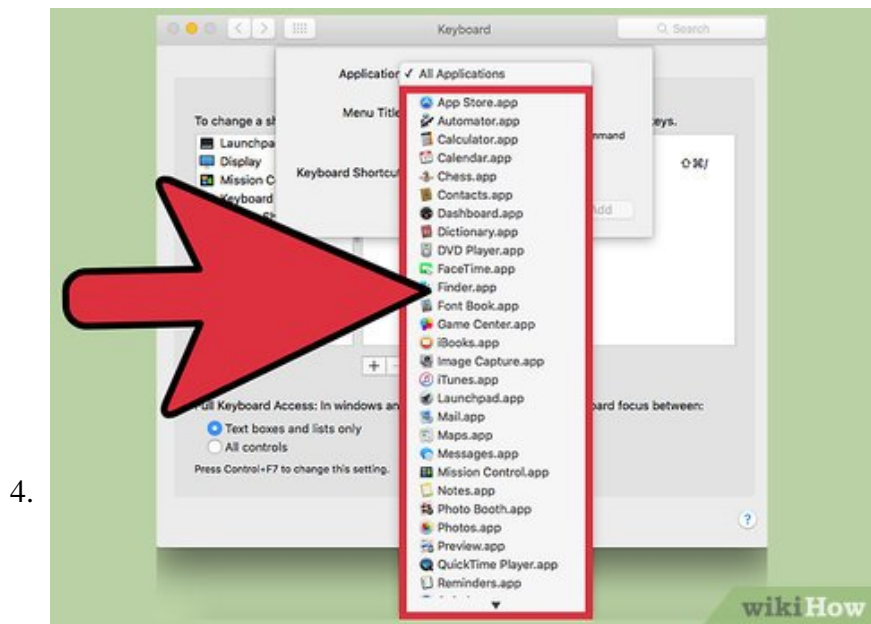 Keyboard
Search
Application ✓ All Applications
App Store.app
To change a sh
Menu Title
Automator.app
eys.
Launchpa
Calculator.app
mmand
Display
Calendar.app
⇧⌘/
Mission C
Keyboard Shortcut
Chess.app
Keyboard
Contacts.app
Dashboard.app
Add
Dictionary.app
DVD Player.app
FaceTime.app
Finder.app
Font Book.app
Game Center.app
iBooks.app
+ -
Image Capture.app
iTunes.app
Launchpad.app
Full Keyboard Access: In windows an
ard focus between:
Mail.app
Text boxes and lists only
Maps.app
All controls
Messages.app
Press Control+F7 to change this setting.
Mission Control.app
4.
Notes.app
Photo Booth.app
Photos.app
?
Preview.app
QuickTime Player.app
Reminders.app
wikiHow